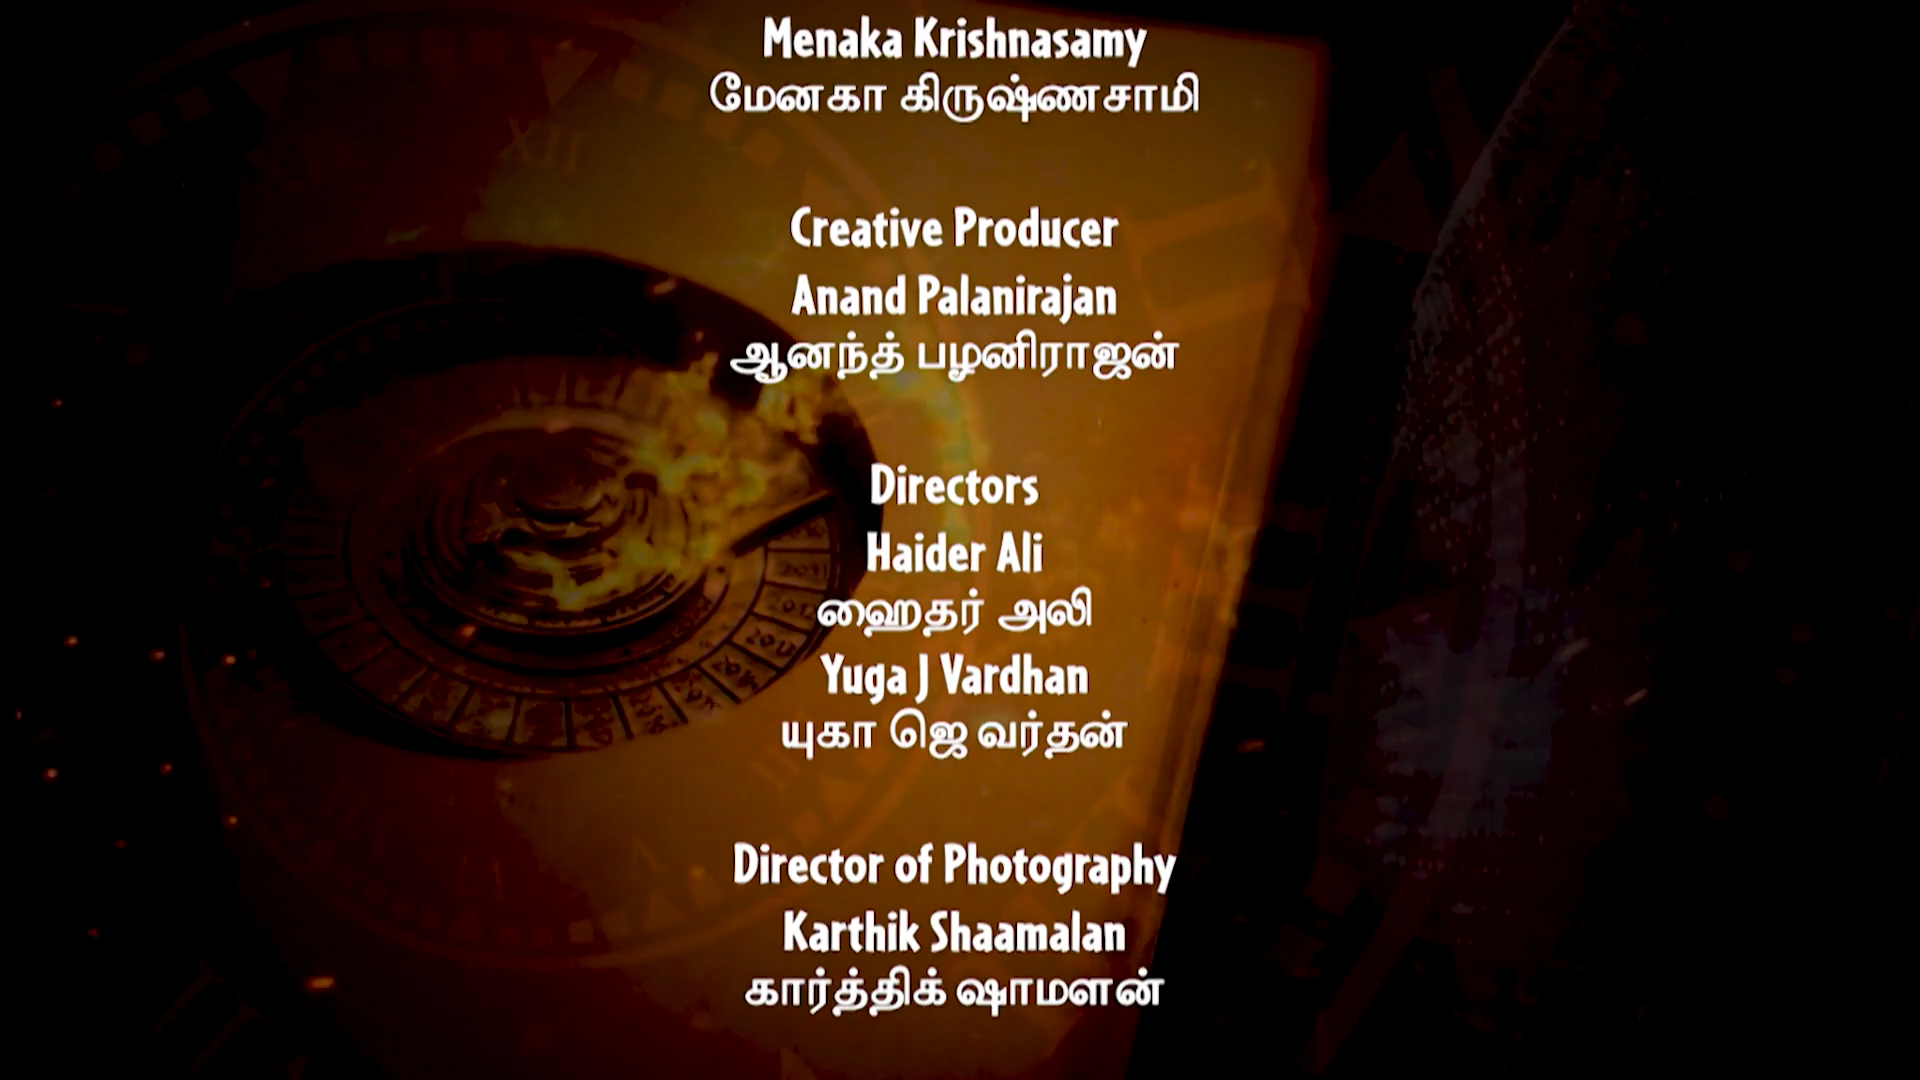 Menaka Krishnasamy
மேனகா கிருஷ்ணசாமி
Creative Producer
Anand Palanirajan
ஆனந்த் பழனிராஜன்
Directors
Haider Ali
ஹைதர் அலி
Yuga J Vardhan
யுகா ஜெ வர்தன்
Director of Photography
Karthik Shaamalan
கார்த்திக் ஷாமளன்